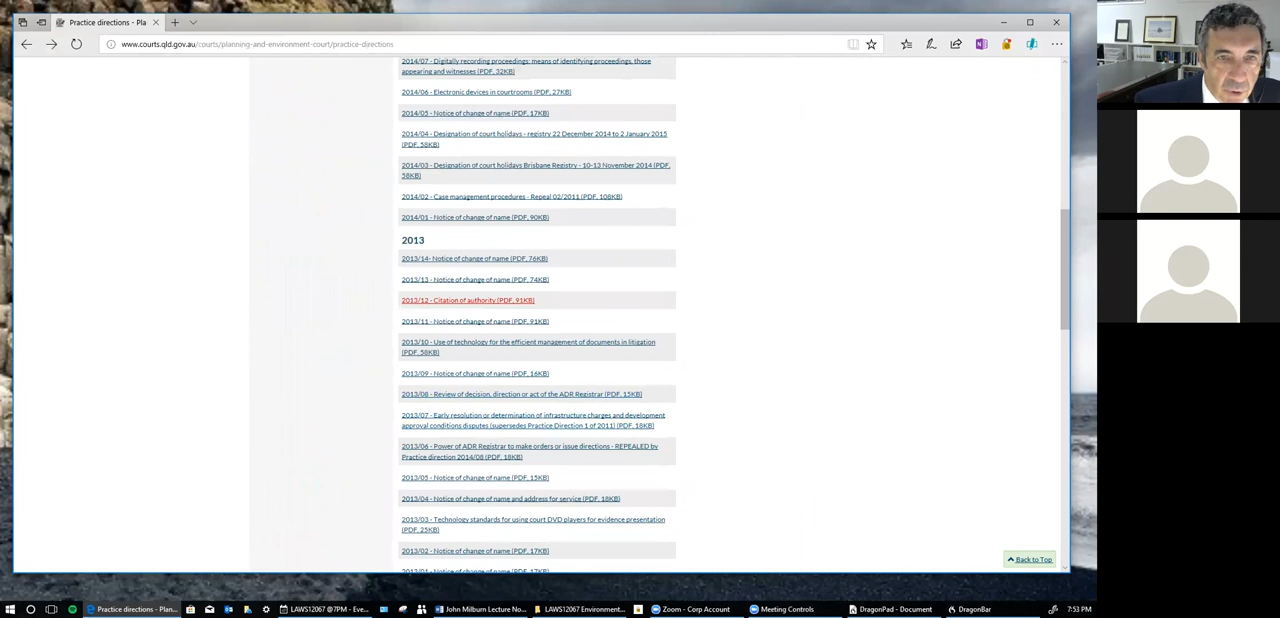 Practice directions - Pla
www.courts.qld.gov.au/courts/planning-and-environment-court/practice-directions
2014/07 - Digitally recording proceedings: means of identifying proceedings, those
appearing and witnesses (PDF, 32KB)
2014/06 - Electronic devices in courtrooms (PDF, 27KB)
2014/05 - Notice of change of name (PDF, 17KB)
2014/04 - Designation of court holidays - registry 22 December 2014 to 2 January 2015
(PDF, 58KB)
2014/03 - Designation of court holidays Brisbane Registry - 10-13 November 2014 (PDF,
58KB)
2014/02 - Case management procedures - Repeal 02/2011 (PDF, 108KB)
2014/01 - Notice of change of name (PDF, 90KB)
2013
2013/14- Notice of change of name (PDF, 76KB)
2013/13 - Notice of change of name (PDF, 74KB)
2013/12 - Citation of authority (PDF, 91KB)
2013/11 - Notice of change of name (PDF, 91KB)
2013/10 - Use of technology for the efficient management of documents in litigation
(PDF, 58KB)
2013/09 - Notice of change of name (PDF, 16KB)
2013/08 - Review of decision, direction or act of the ADR Registrar (PDF, 15KB)
2013/07 - Early resolution or determination of infrastructure charges and development
approval conditions disputes (supersedes Practice Direction 1 of 2011) (PDF, 18KB)
2013/06 - Power of ADR Registrar to make orders or issue directions - REPEALED by
Practice direction 2014/08 (PDF, 18KB)
2013/05 - Notice of change of name (PDF, 15KB)
2013/04 - Notice of change of name and address for service (PDF, 18KB)
2013/03 - Technology standards for using court DVD players for evidence presentation
(PDF, 25KB)
2013/02 - Notice of change of name (PDF, 17KB)
2013/01 - Notice of change of name (PDF, 17KB)
Back to Top
Practice directions - Plan... LAWS12067 @7PM - Eve... John Milburn Lecture No... LAWS12067 Environment... Zoom - Corp Account Meeting Controls DragonPad - Document DragonBar 7:53 PM